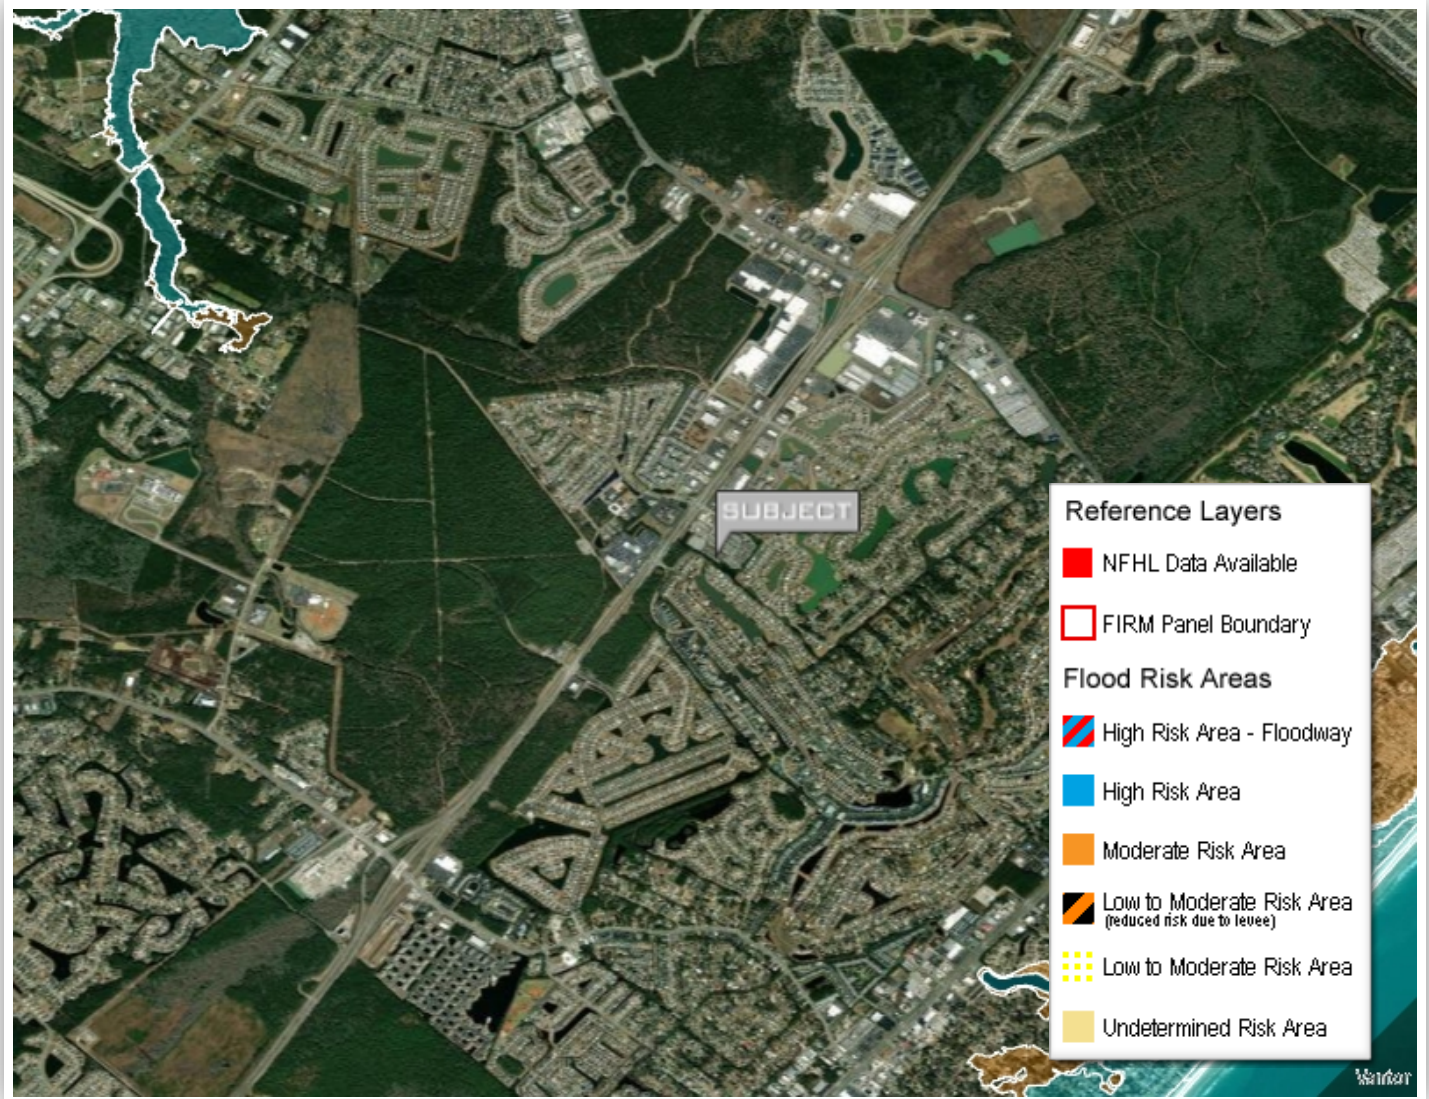 SUBJECT
Reference Layers
NFHL Data Available
FIRM Panel Boundary
Flood Risk Areas
High Risk Area - Floodway
High Risk Area
Moderate Risk Area
Low to Moderate Risk Area
(reduced risk due to levee)
Low to Moderate Risk Area
Undetermined Risk Area
Vantor